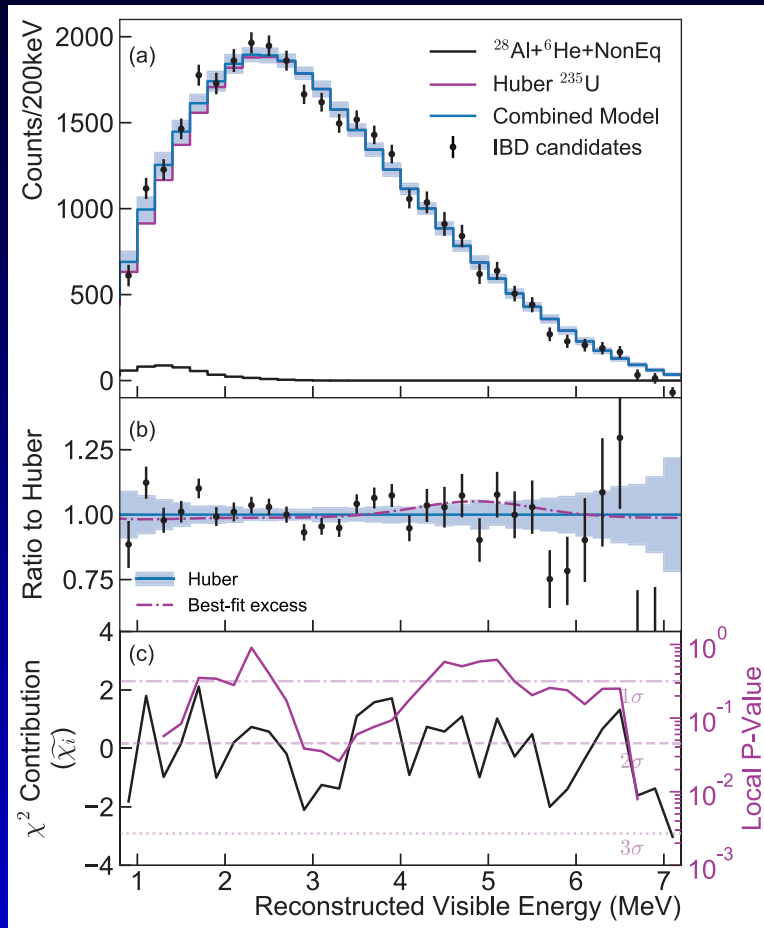 (a)
²⁸Al+⁶He+NonEq
Huber ²³⁵U
Combined Model
IBD candidates
Counts/200keV
2000
1500
1000
500
0
(b)
Ratio to Huber
1.25
1.00
0.75
Huber
Best-fit excess
(c)
χ² Contribution
(χ̃ᵢ)
4
2
0
−2
−4
1σ
2σ
3σ
10⁰
10⁻¹
10⁻²
10⁻³
Local P-Value
1 2 3 4 5 6 7
Reconstructed Visible Energy (MeV)